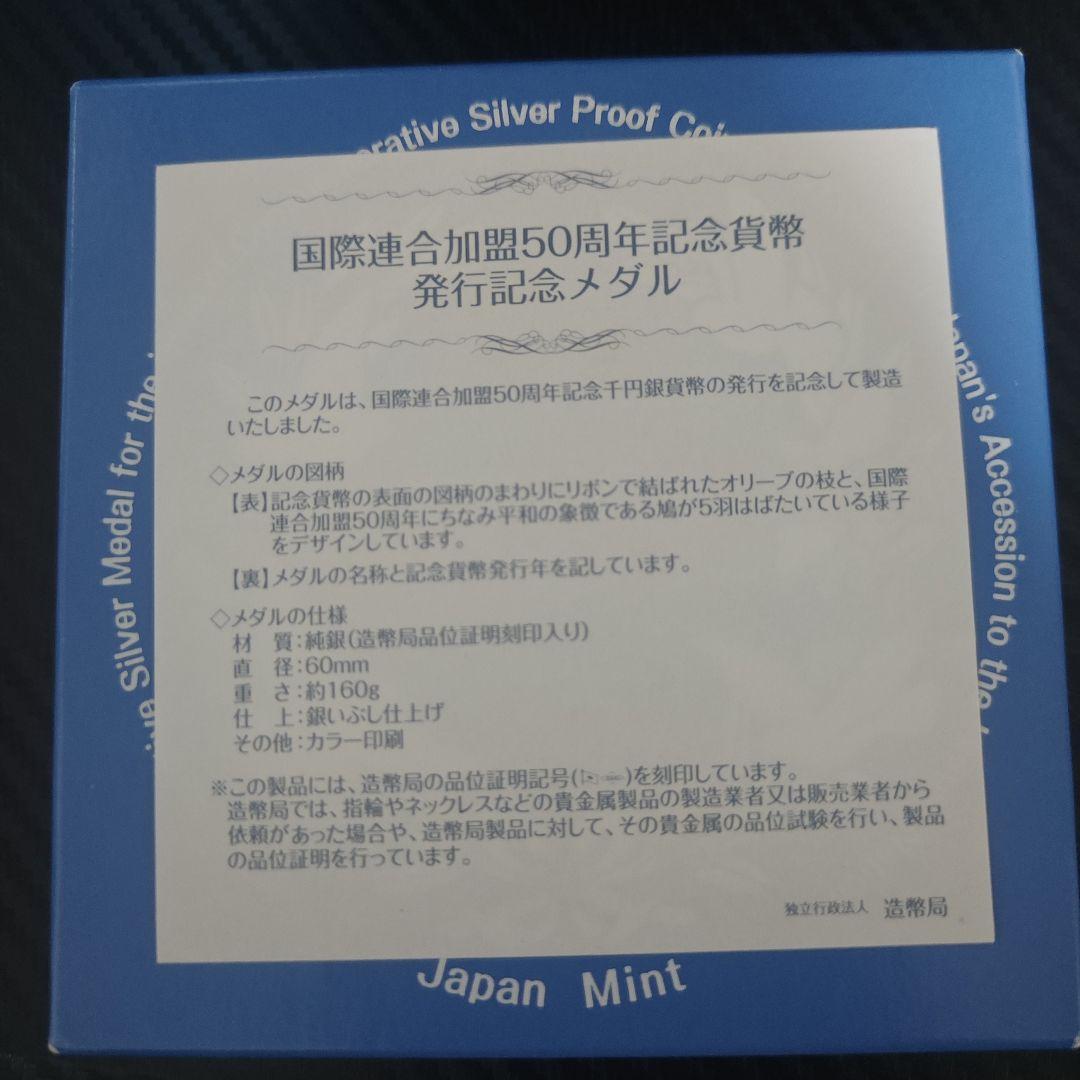 Silver Proof
国際連合加盟50周年記念貨幣
発行記念メダル
このメダルは、国際連合加盟50周年記念千円銀貨幣の発行を記念して製造
いたしました。
◇メダルの図柄
【表】記念貨幣の表面の図柄のまわりにリボンで結ばれたオリーブの枝と、国際
連合加盟50周年にちなみ平和の象徴である鳩が5羽はばたいている様子
をデザインしています。
【裏】メダルの名称と記念貨幣発行年を記しています。
◇メダルの仕様
材 質:純銀(造幣局品位証明刻印入り)
直 径:60mm
重 さ:約160g
仕 上:銀いぶし仕上げ
その他:カラー印刷
※この製品には、造幣局の品位証明記号()を刻印しています。
造幣局では、指輪やネックレスなどの貴金属製品の製造業者又は販売業者から
依頼があった場合や、造幣局製品に対して、その貴金属の品位試験を行い、製品
の品位証明を行っています。
独立行政法人 造幣局
Silver Medal for the
Japan's Accession to the
Japan Mint